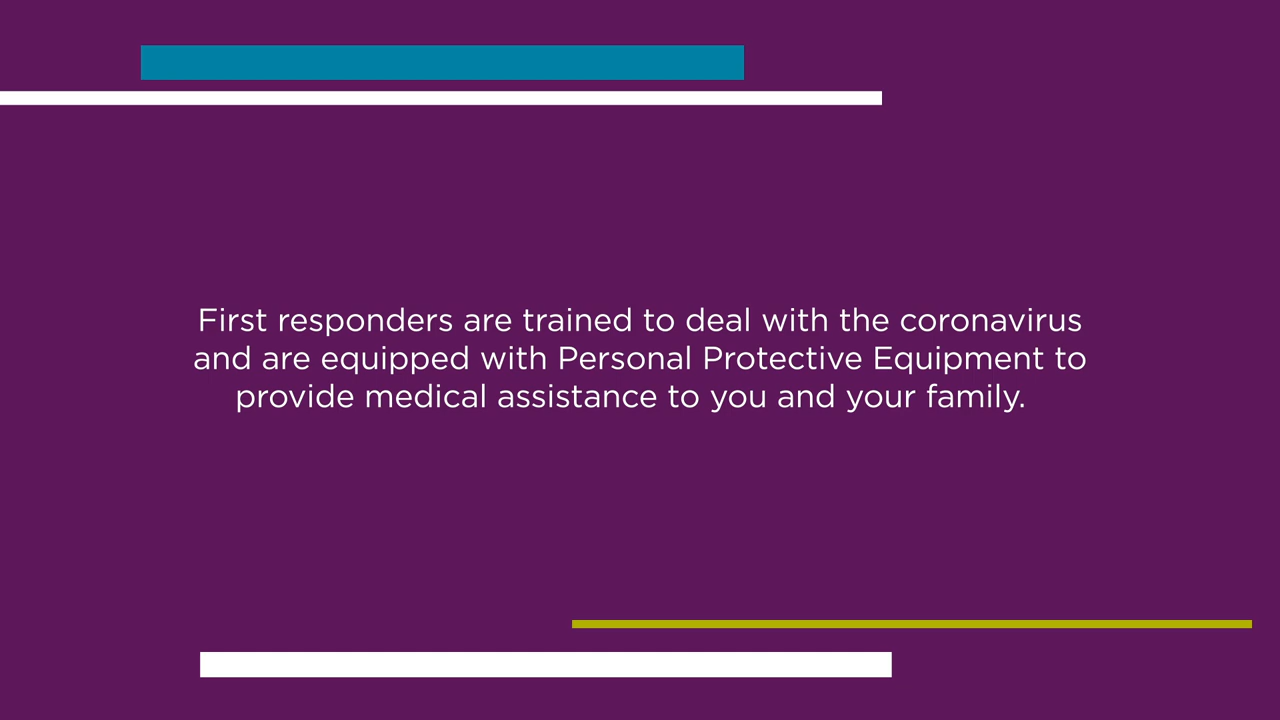 First responders are trained to deal with the coronavirus
and are equipped with Personal Protective Equipment to
provide medical assistance to you and your family.